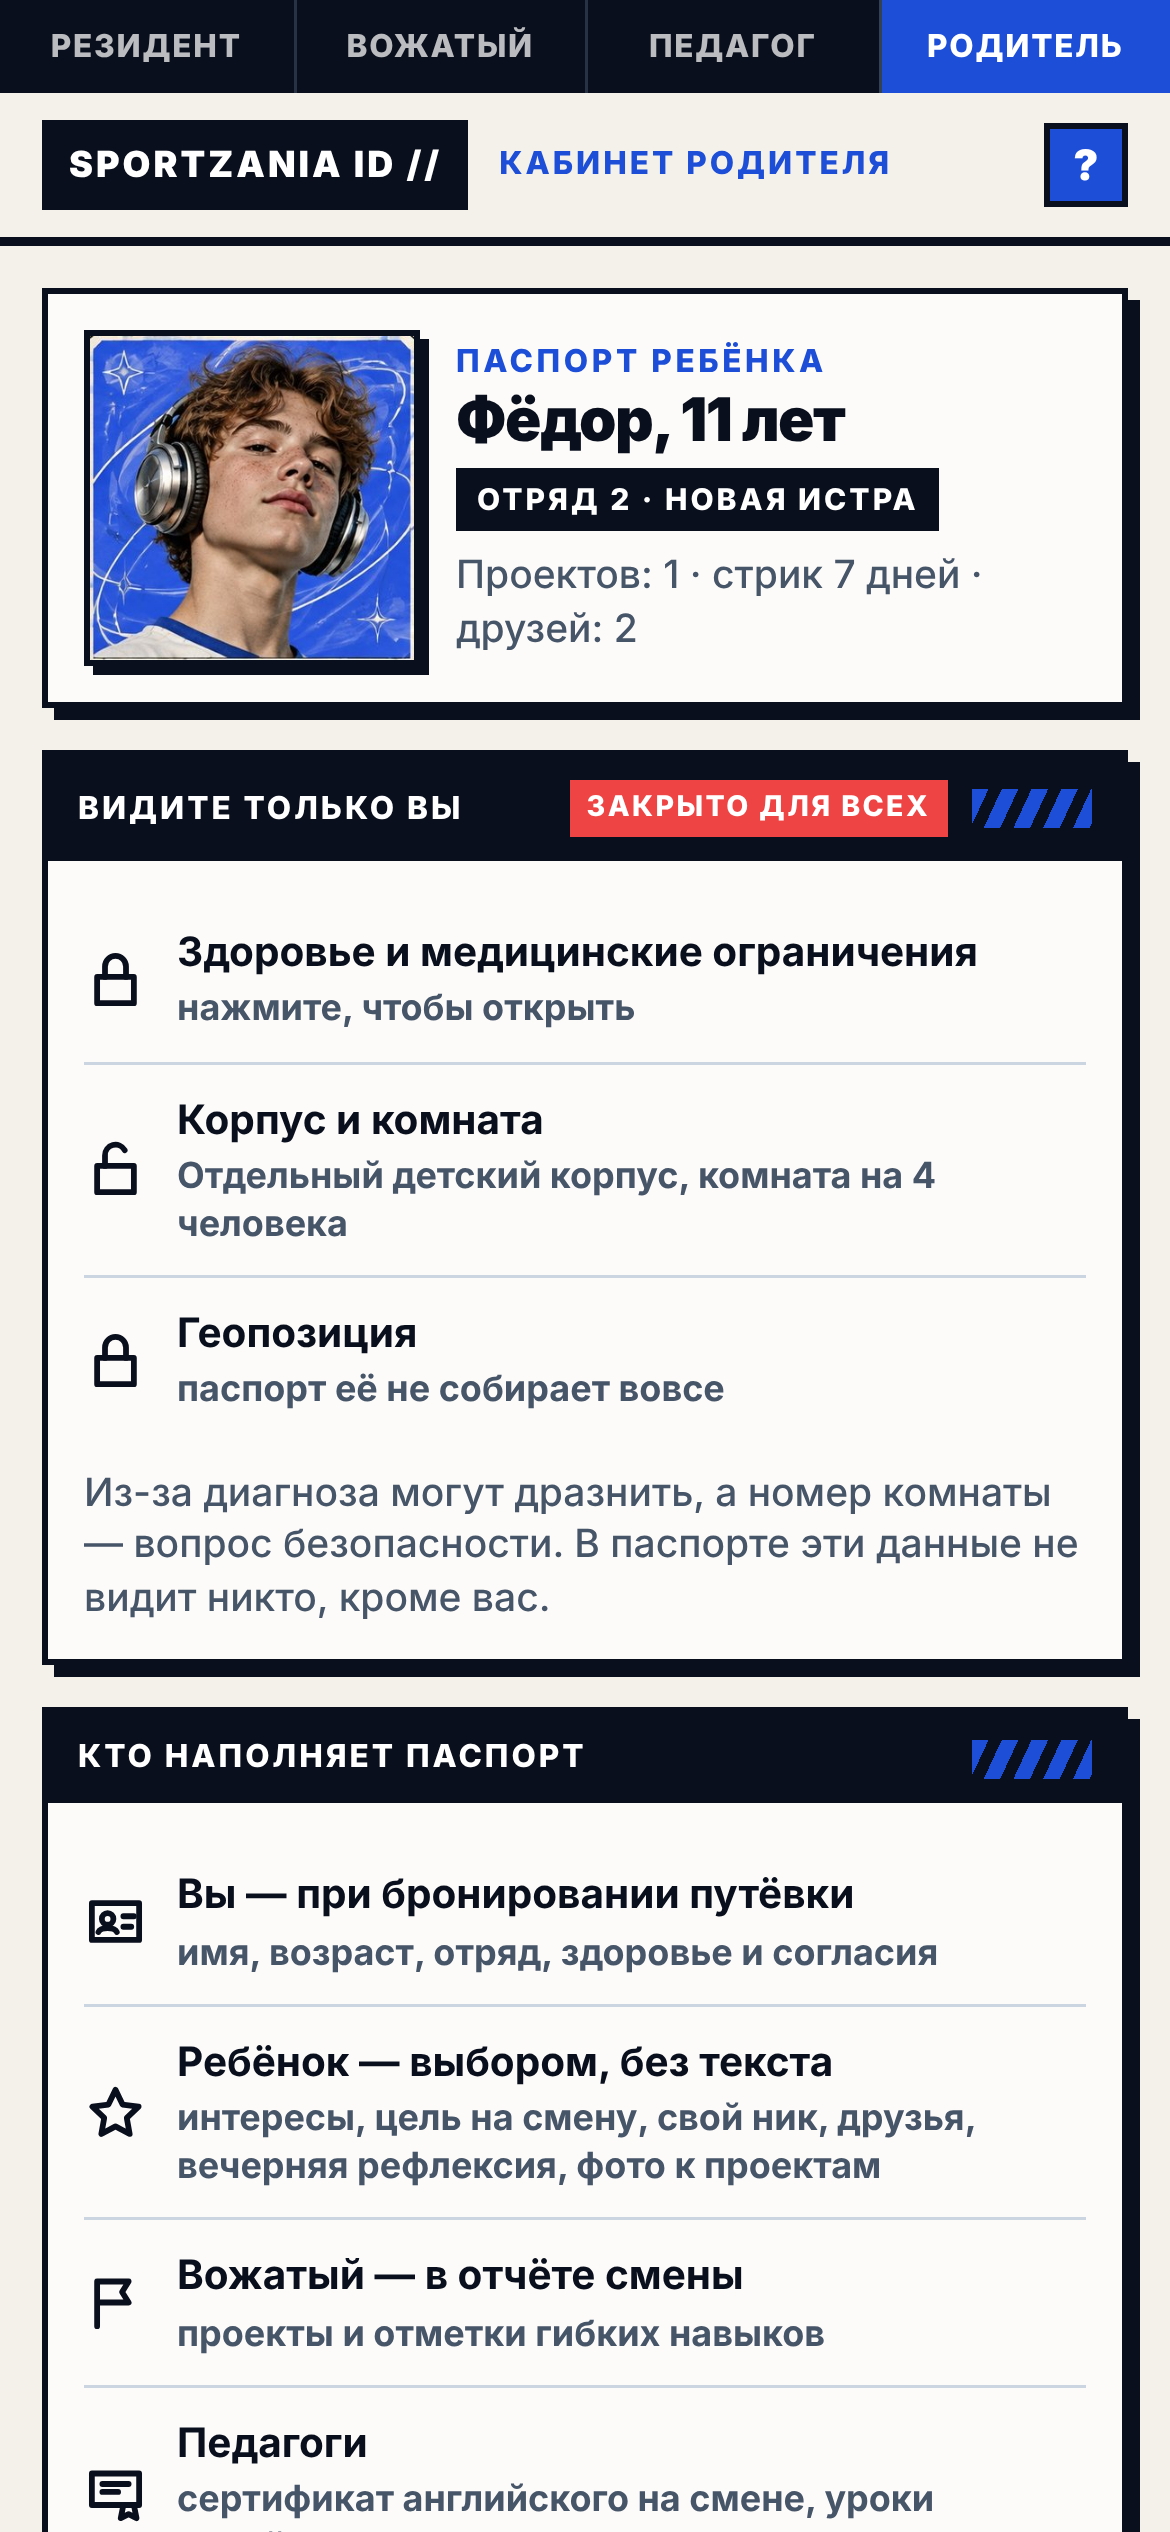 РЕЗИДЕНТ
ВОЖАТЫЙ
ПЕДАГОГ
РОДИТЕЛЬ
SPORTZANIA ID //
КАБИНЕТ РОДИТЕЛЯ
?
ПАСПОРТ РЕБЁНКА
Фёдор, 11 лет
ОТРЯД 2 · НОВАЯ ИСТРА
Проектов: 1 · стрик 7 дней ·
друзей: 2
ВИДИТЕ ТОЛЬКО ВЫ
ЗАКРЫТО ДЛЯ ВСЕХ
Здоровье и медицинские ограничения
нажмите, чтобы открыть
Корпус и комната
Отдельный детский корпус, комната на 4
человека
Геопозиция
паспорт её не собирает вовсе
Из-за диагноза могут дразнить, а номер комнаты
— вопрос безопасности. В паспорте эти данные не
видит никто, кроме вас.
КТО НАПОЛНЯЕТ ПАСПОРТ
Вы — при бронировании путёвки
имя, возраст, отряд, здоровье и согласия
Ребёнок — выбором, без текста
интересы, цель на смену, свой ник, друзья,
вечерняя рефлексия, фото к проектам
Вожатый — в отчёте смены
проекты и отметки гибких навыков
Педагоги
сертификат английского на смене, уроки